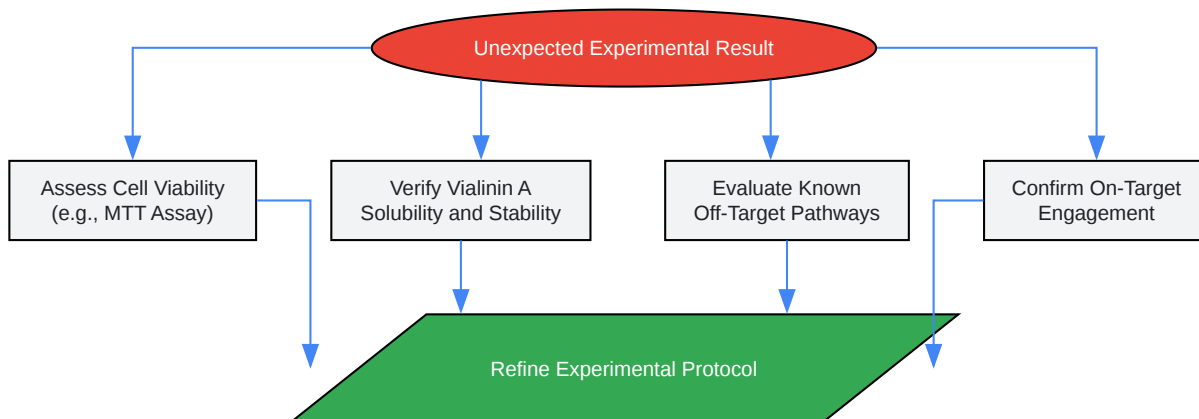 Unexpected Experimental Result
Assess Cell Viability
(e.g., MTT Assay)
Verify Vialinin A
Solubility and Stability
Evaluate Known
Off-Target Pathways
Confirm On-Target
Engagement
Refine Experimental Protocol